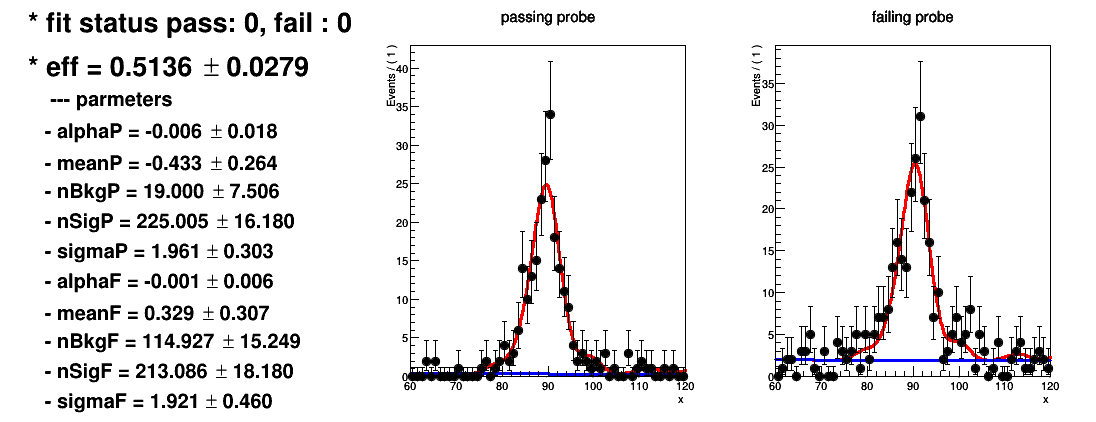 * fit status pass: 0, fail : 0
* eff = 0.5136 ± 0.0279
--- parmeters
- alphaP = -0.006 ± 0.018
- meanP = -0.433 ± 0.264
- nBkgP = 19.000 ± 7.506
- nSigP = 225.005 ± 16.180
- sigmaP = 1.961 ± 0.303
- alphaF = -0.001 ± 0.006
- meanF = 0.329 ± 0.307
- nBkgF = 114.927 ± 15.249
- nSigF = 213.086 ± 18.180
- sigmaF = 1.921 ± 0.460
passing probe
Events / ( 1 )
40
35
30
25
20
15
10
5
0
60 70 80 90 100 110 120
x
failing probe
Events / ( 1 )
35
30
25
20
15
10
5
0
60 70 80 90 100 110 120
x